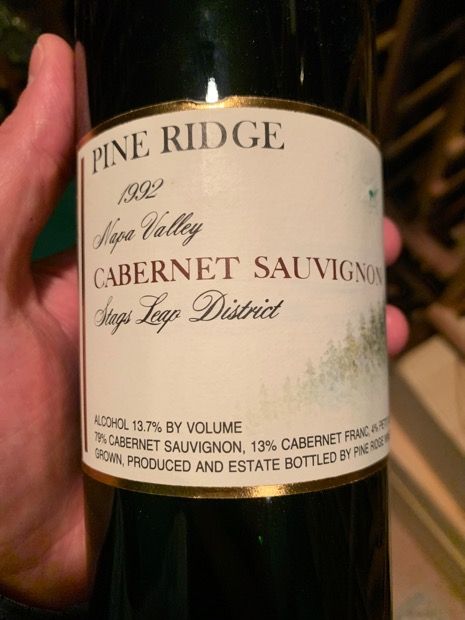 PINE RIDGE
1992
Napa Valley
CABERNET SAUVIGNON
Stags Leap District
ALCOHOL 13.7% BY VOLUME
79% CABERNET SAUVIGNON, 13% CABERNET FRANC, 4%
GROWN, PRODUCED AND ESTATE BOTTLED BY PINE RIDGE